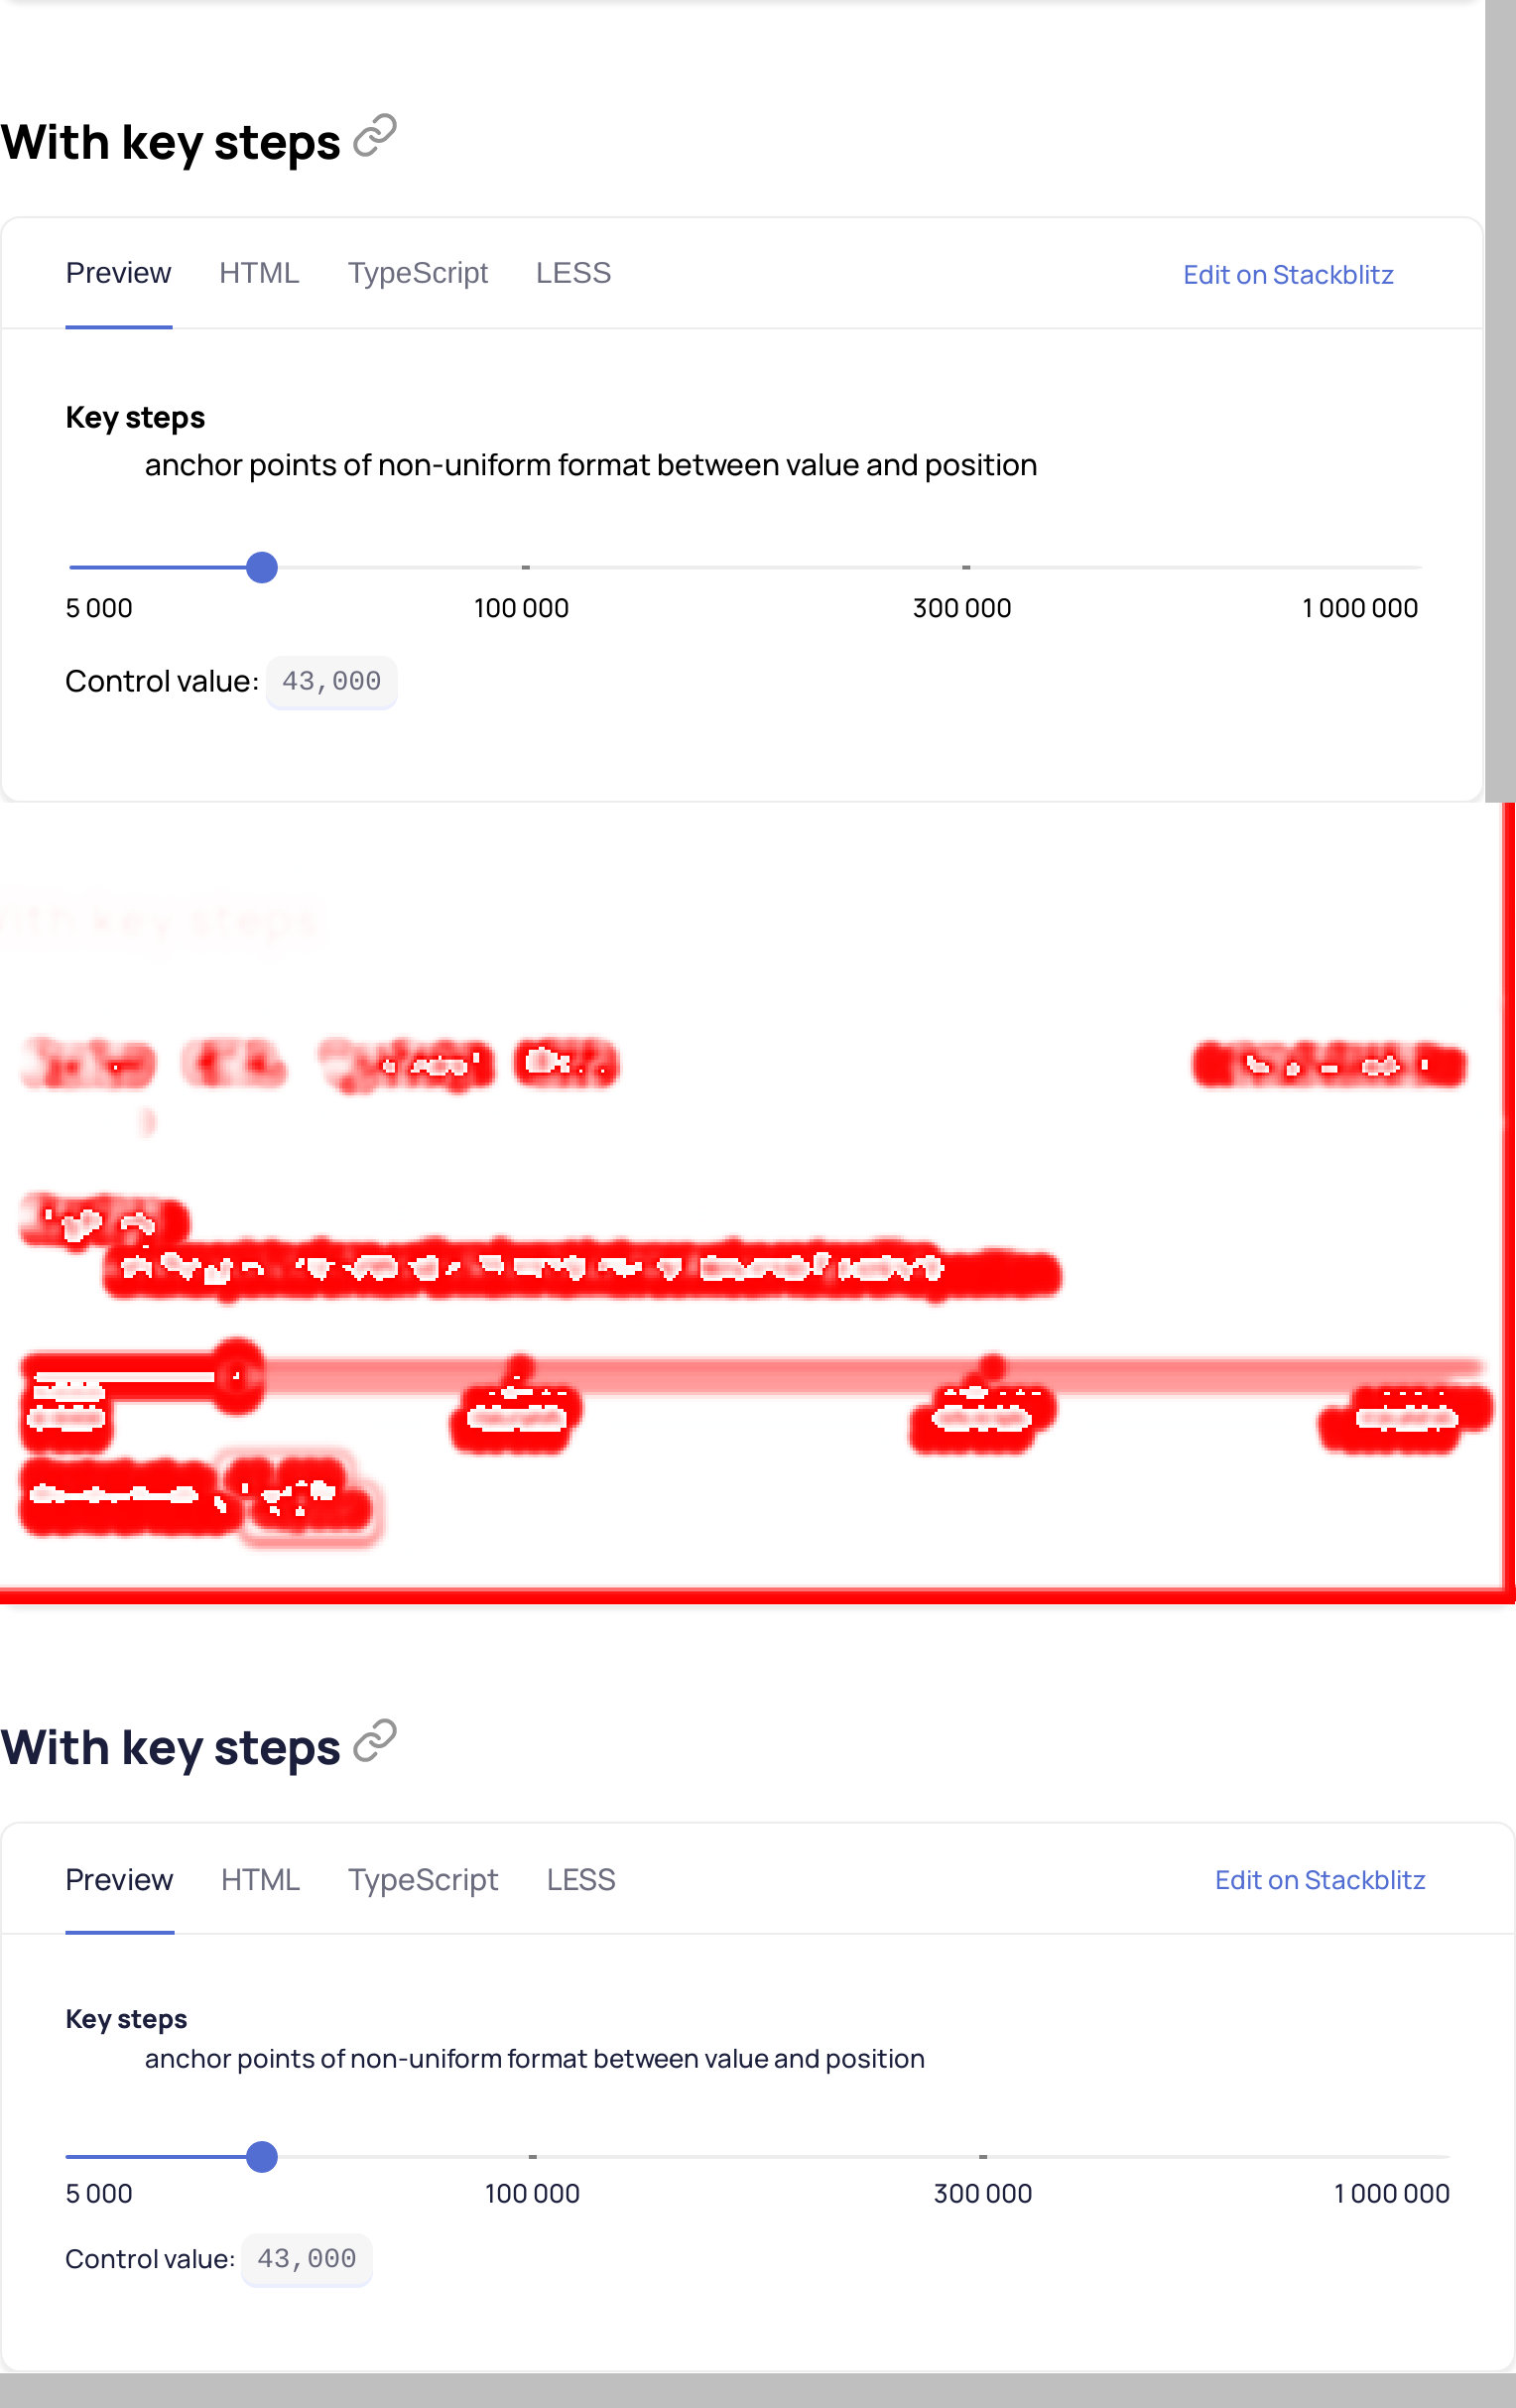 With key steps
Preview HTML TypeScript LESS Edit on Stackblitz
Key steps
anchor points of non-uniform format between value and position
5 000 100 000 300 000 1 000 000
Control value: 43,000
ith key steps
With key steps
Preview HTML TypeScript LESS Edit on Stackblitz
Key steps
anchor points of non-uniform format between value and position
5 000 100 000 300 000 1 000 000
Control value: 43,000